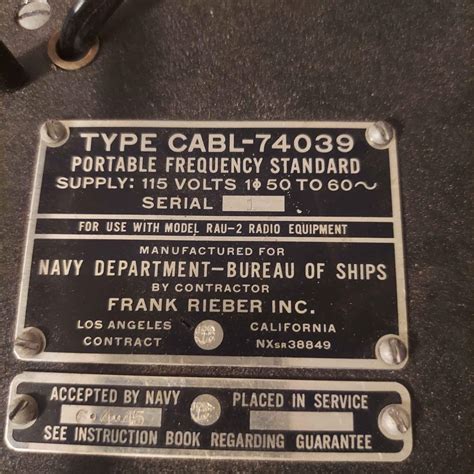 TYPE CABL-74039
PORTABLE FREQUENCY STANDARD
SUPPLY: 115 VOLTS 1ϕ 50 TO 60∿
SERIAL 1
FOR USE WITH MODEL RAU-2 RADIO EQUIPMENT
MANUFACTURED FOR
NAVY DEPARTMENT—BUREAU OF SHIPS
BY CONTRACTOR
FRANK RIEBER INC.
LOS ANGELES CALIFORNIA
CONTRACT NXSR38849
ACCEPTED BY NAVY PLACED IN SERVICE
SEE INSTRUCTION BOOK REGARDING GUARANTEE